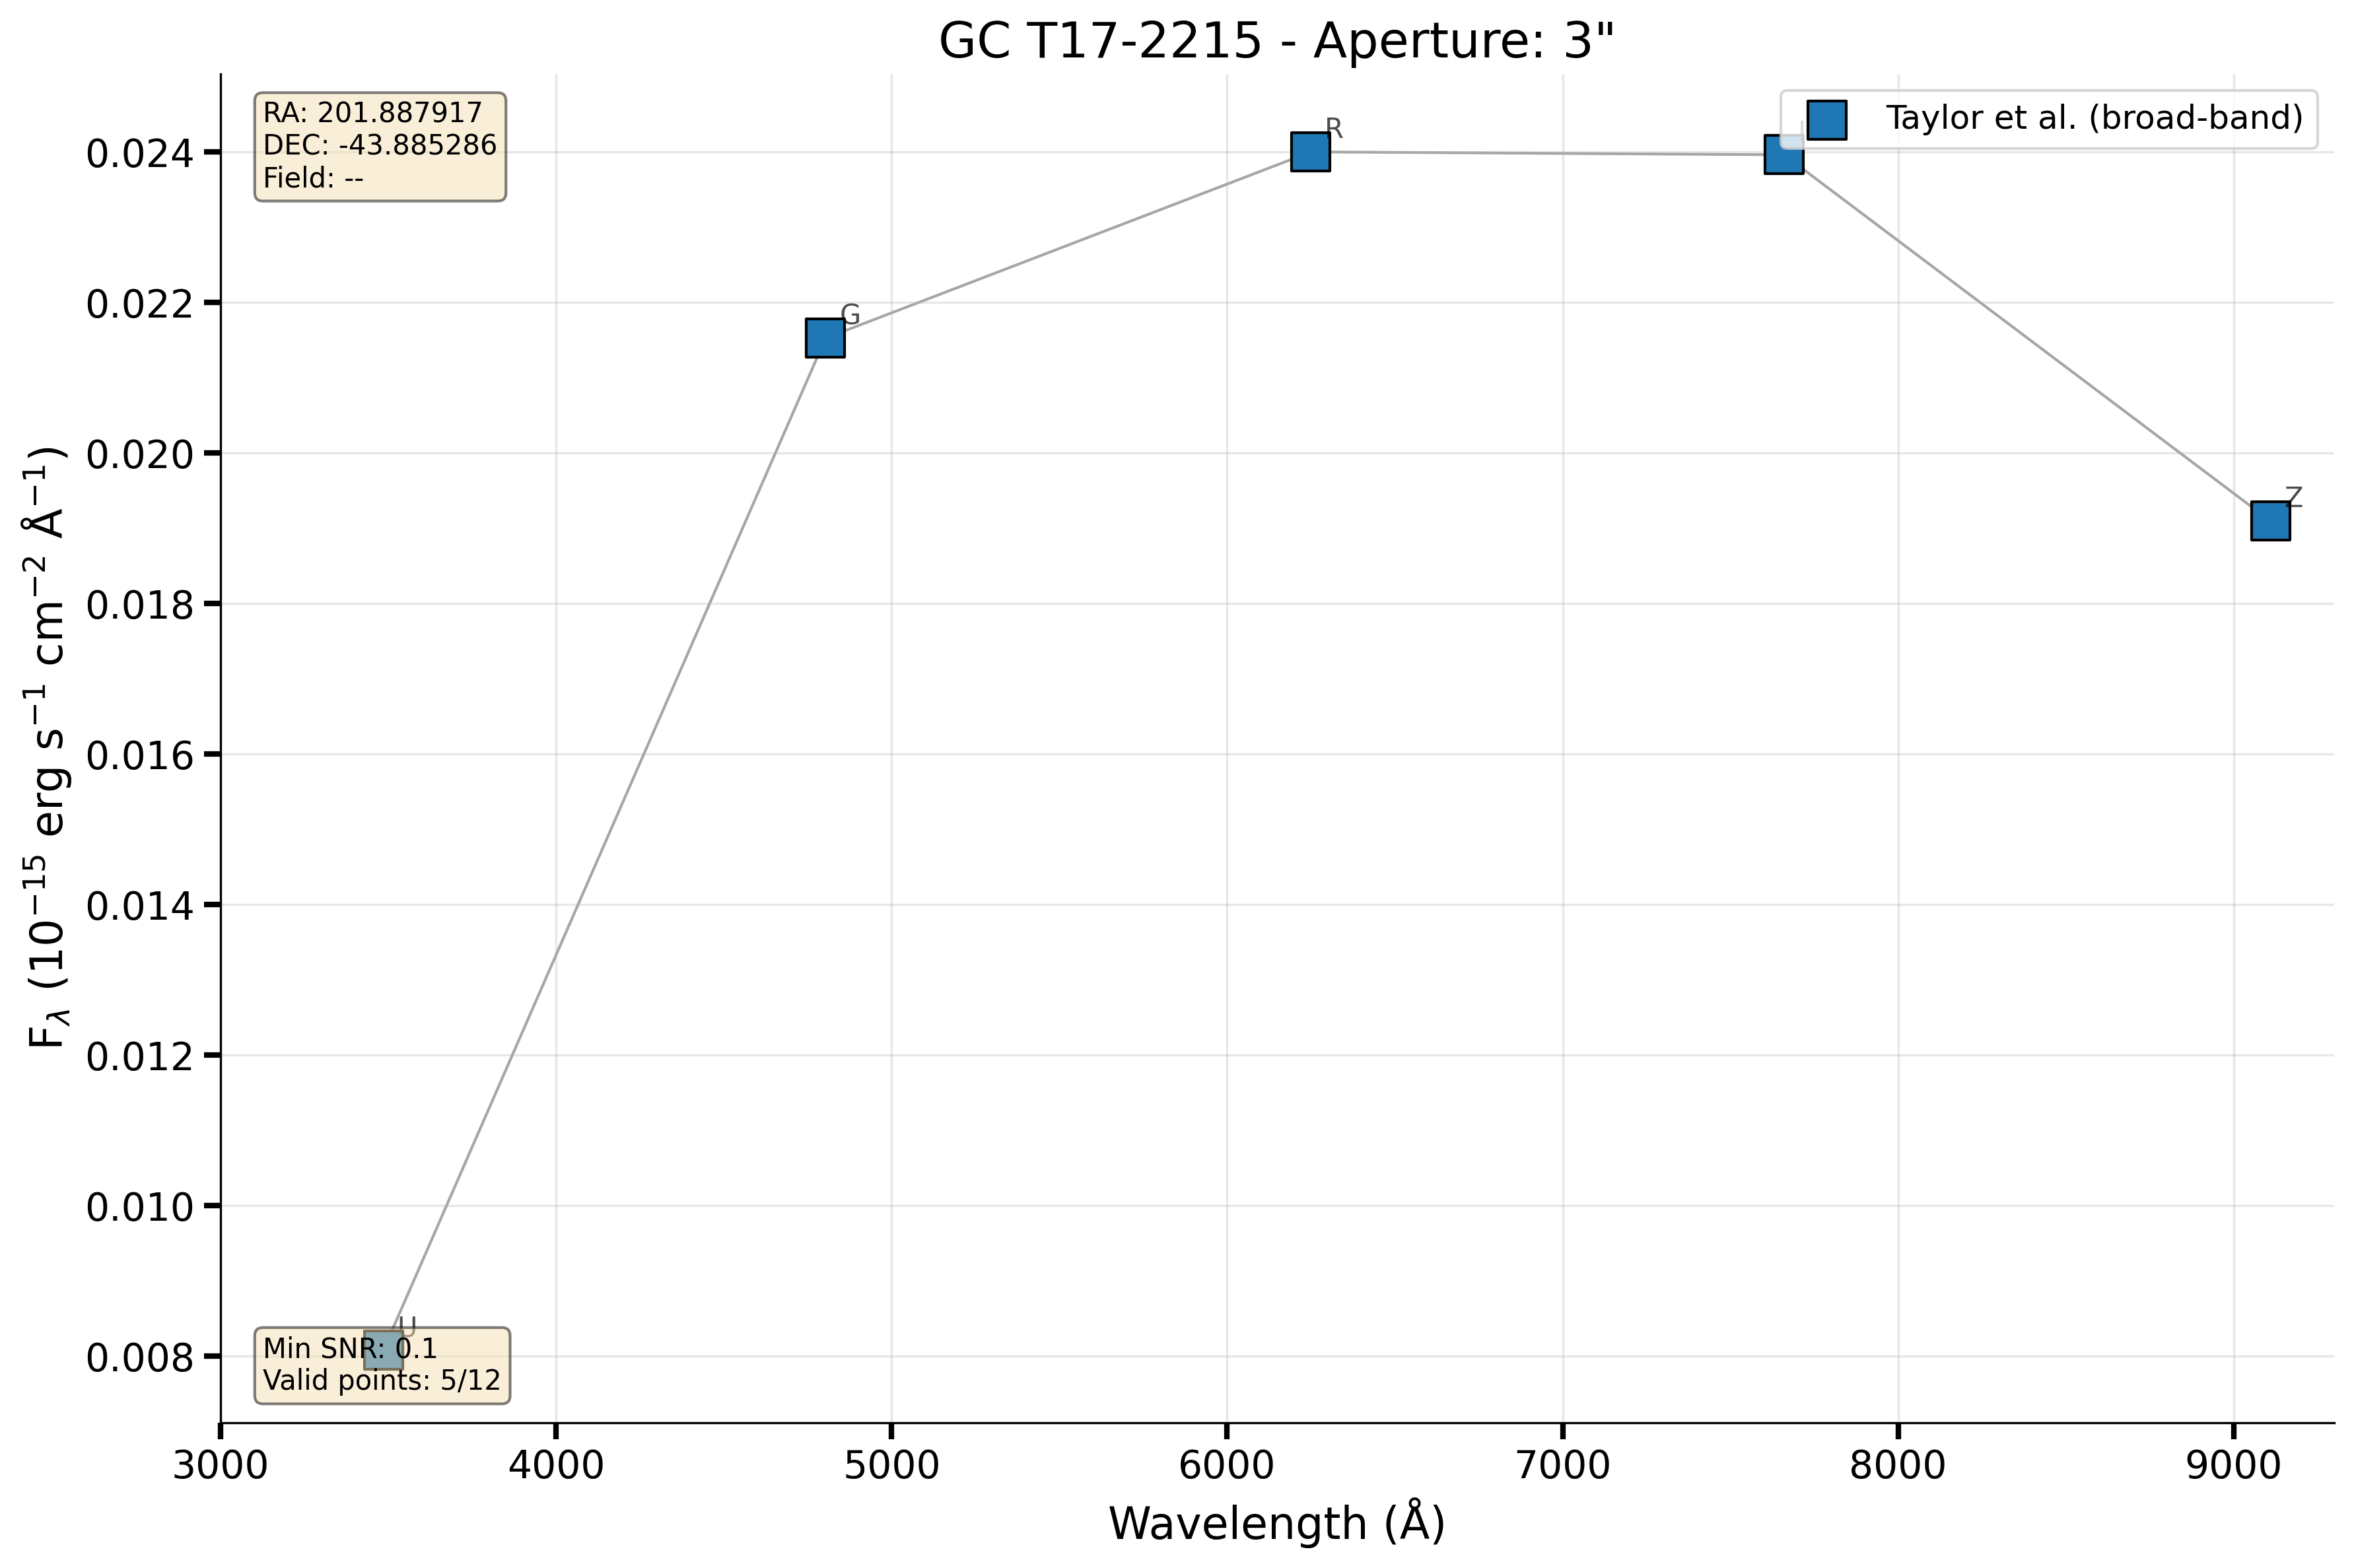 GC T17-2215 - Aperture: 3"
RA: 201.887917
DEC: -43.885286
Field: --
Taylor et al. (broad-band)
R
G
Z
U
Min SNR: 0.1
Valid points: 5/12
F_λ (10⁻¹⁵ erg s⁻¹ cm⁻² Å⁻¹)
0.024
0.022
0.020
0.018
0.016
0.014
0.012
0.010
0.008
3000 4000 5000 6000 7000 8000 9000
Wavelength (Å)